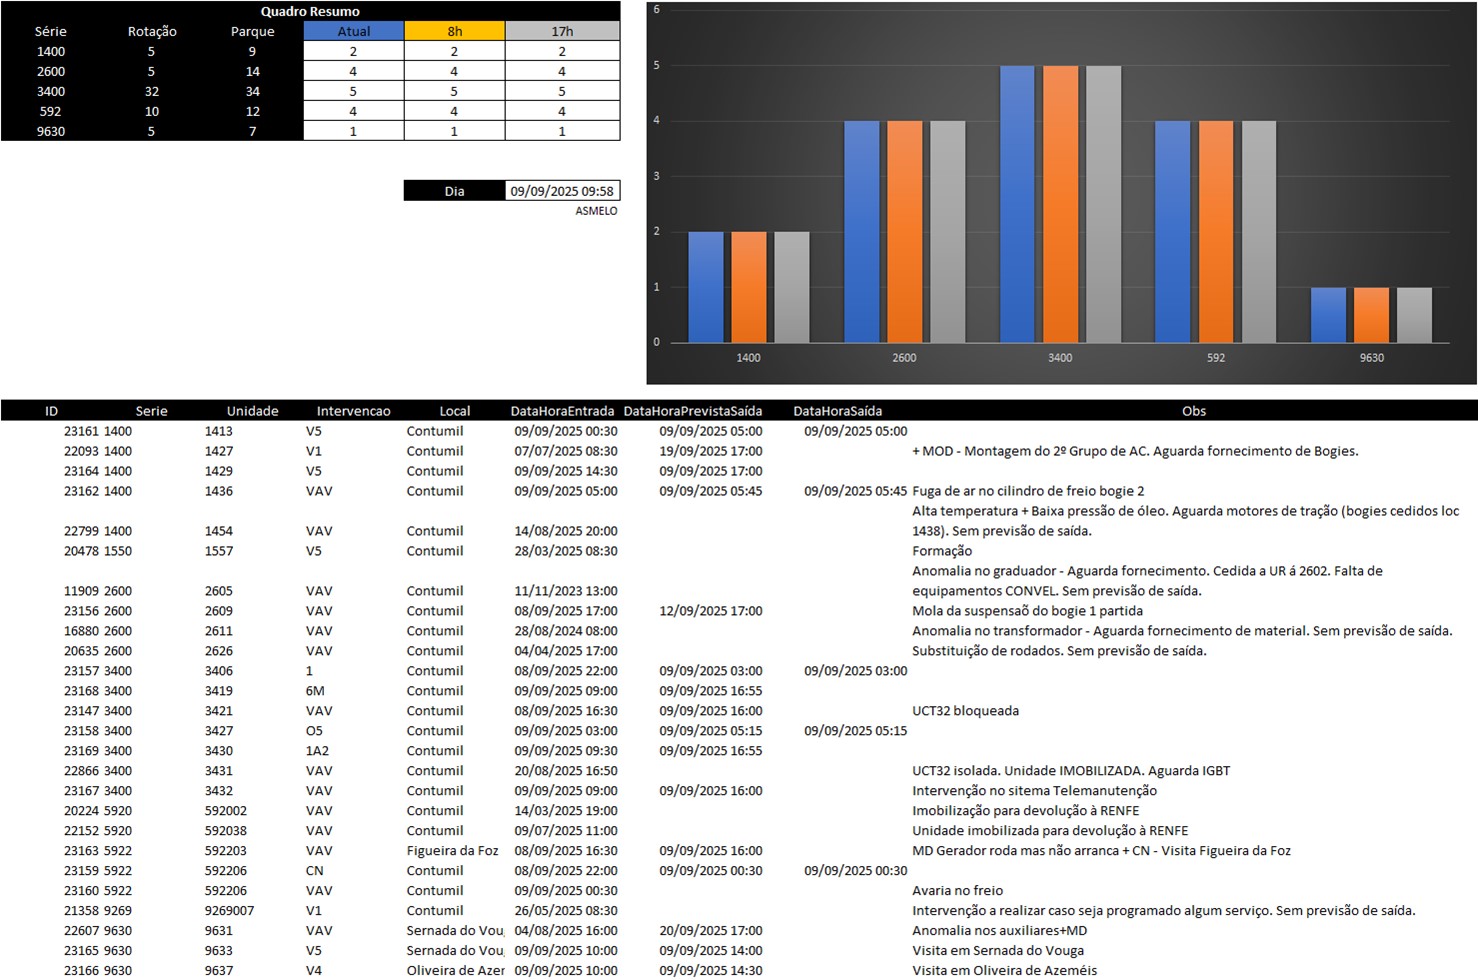 Quadro Resumo
Série Rotação Parque Atual 8h 17h
1400 5 9 2 2 2
2600 5 14 4 4 4
3400 32 34 5 5 5
592 10 12 4 4 4
9630 5 7 1 1 1
Dia 09/09/2025 09:58
ASMELO
6
5
4
3
2
1
0
1400 2600 3400 592 9630
ID Serie Unidade Intervencao Local DataHoraEntrada DataHoraPrevistaSaída DataHoraSaída Obs
23161 1400 1413 V5 Contumil 09/09/2025 00:30 09/09/2025 05:00 09/09/2025 05:00
22093 1400 1427 V1 Contumil 07/07/2025 08:30 19/09/2025 17:00 + MOD - Montagem do 2º Grupo de AC. Aguarda fornecimento de Bogies.
23164 1400 1429 V5 Contumil 09/09/2025 14:30 09/09/2025 17:00
23162 1400 1436 VAV Contumil 09/09/2025 05:00 09/09/2025 05:45 09/09/2025 05:45 Fuga de ar no cilindro de freio bogie 2
Alta temperatura + Baixa pressão de óleo. Aguarda motores de tração (bogies cedidos loc
22799 1400 1454 VAV Contumil 14/08/2025 20:00 1438). Sem previsão de saída.
20478 1550 1557 V5 Contumil 28/03/2025 08:30 Formação
Anomalia no graduador - Aguarda fornecimento. Cedida a UR á 2602. Falta de
11909 2600 2605 VAV Contumil 11/11/2023 13:00 equipamentos CONVEL. Sem previsão de saída.
23156 2600 2609 VAV Contumil 08/09/2025 17:00 12/09/2025 17:00 Mola da suspensaõ do bogie 1 partida
16880 2600 2611 VAV Contumil 28/08/2024 08:00 Anomalia no transformador - Aguarda fornecimento de material. Sem previsão de saída.
20635 2600 2626 VAV Contumil 04/04/2025 17:00 Substituição de rodados. Sem previsão de saída.
23157 3400 3406 1 Contumil 08/09/2025 22:00 09/09/2025 03:00 09/09/2025 03:00
23168 3400 3419 6M Contumil 09/09/2025 09:00 09/09/2025 16:55
23147 3400 3421 VAV Contumil 08/09/2025 16:30 09/09/2025 16:00 UCT32 bloqueada
23158 3400 3427 O5 Contumil 09/09/2025 03:00 09/09/2025 05:15 09/09/2025 05:15
23169 3400 3430 1A2 Contumil 09/09/2025 09:30 09/09/2025 16:55
22866 3400 3431 VAV Contumil 20/08/2025 16:50 UCT32 isolada. Unidade IMOBILIZADA. Aguarda IGBT
23167 3400 3432 VAV Contumil 09/09/2025 09:00 09/09/2025 16:00 Intervenção no sitema Telemanutenção
20224 5920 592002 VAV Contumil 14/03/2025 19:00 Imobilização para devolução à RENFE
22152 5920 592038 VAV Contumil 09/07/2025 11:00 Unidade imobilizada para devolução à RENFE
23163 5922 592203 VAV Figueira da Foz 08/09/2025 16:30 09/09/2025 16:00 MD Gerador roda mas não arranca + CN - Visita Figueira da Foz
23159 5922 592206 CN Contumil 08/09/2025 22:00 09/09/2025 00:30 09/09/2025 00:30
23160 5922 592206 VAV Contumil 09/09/2025 00:30 Avaria no freio
21358 9269 9269007 V1 Contumil 26/05/2025 08:30 Intervenção a realizar caso seja programado algum serviço. Sem previsão de saída.
22607 9630 9631 VAV Sernada do Vou 04/08/2025 16:00 20/09/2025 17:00 Anomalia nos auxiliares+MD
23165 9630 9633 V5 Sernada do Vou 09/09/2025 10:00 09/09/2025 14:00 Visita em Sernada do Vouga
23166 9630 9637 V4 Oliveira de Azer 09/09/2025 10:00 09/09/2025 14:30 Visita em Oliveira de Azeméis